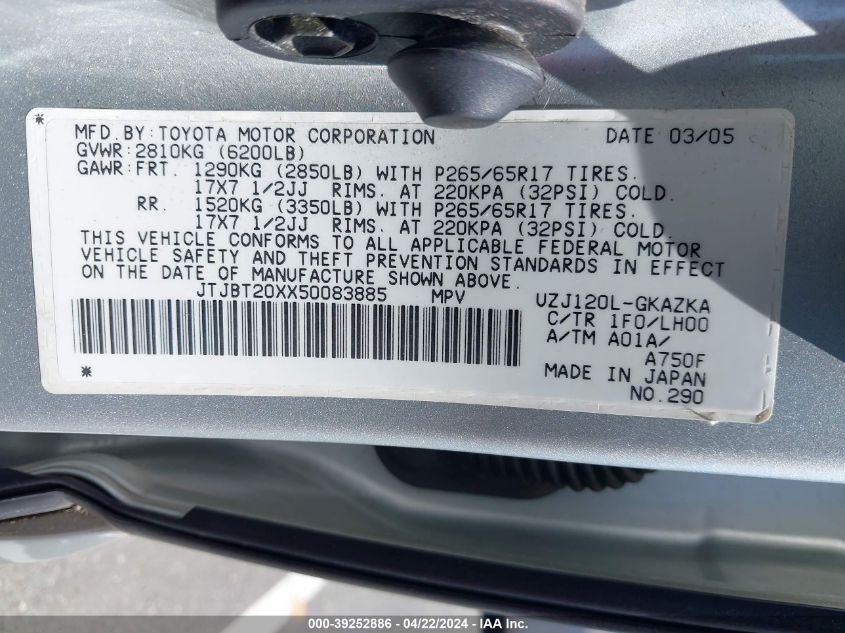 MFD.BY:TOYOTA MOTOR CORPORATION DATE 03/05
GVWR:2810KG (6200LB)
GAWR:FRT. 1290KG (2850LB) WITH P265/65R17 TIRES.
17X7 1/2JJ RIMS. AT 220KPA (32PSI) COLD.
RR. 1520KG (3350LB) WITH P265/65R17 TIRES.
17X7 1/2JJ RIMS. AT 220KPA (32PSI) COLD.
THIS VEHICLE CONFORMS TO ALL APPLICABLE FEDERAL MOTOR
VEHICLE SAFETY AND THEFT PREVENTION STANDARDS IN EFFECT
ON THE DATE OF MANUFACTURE SHOWN ABOVE.
JTJBT20XX50083885 MPV UZJ120L-GKAZKA
C/TR 1F0/LH00
A/TM A01A/
A750F
MADE IN JAPAN
NO.290
000-39252886 - 04/22/2024 - IAA Inc.